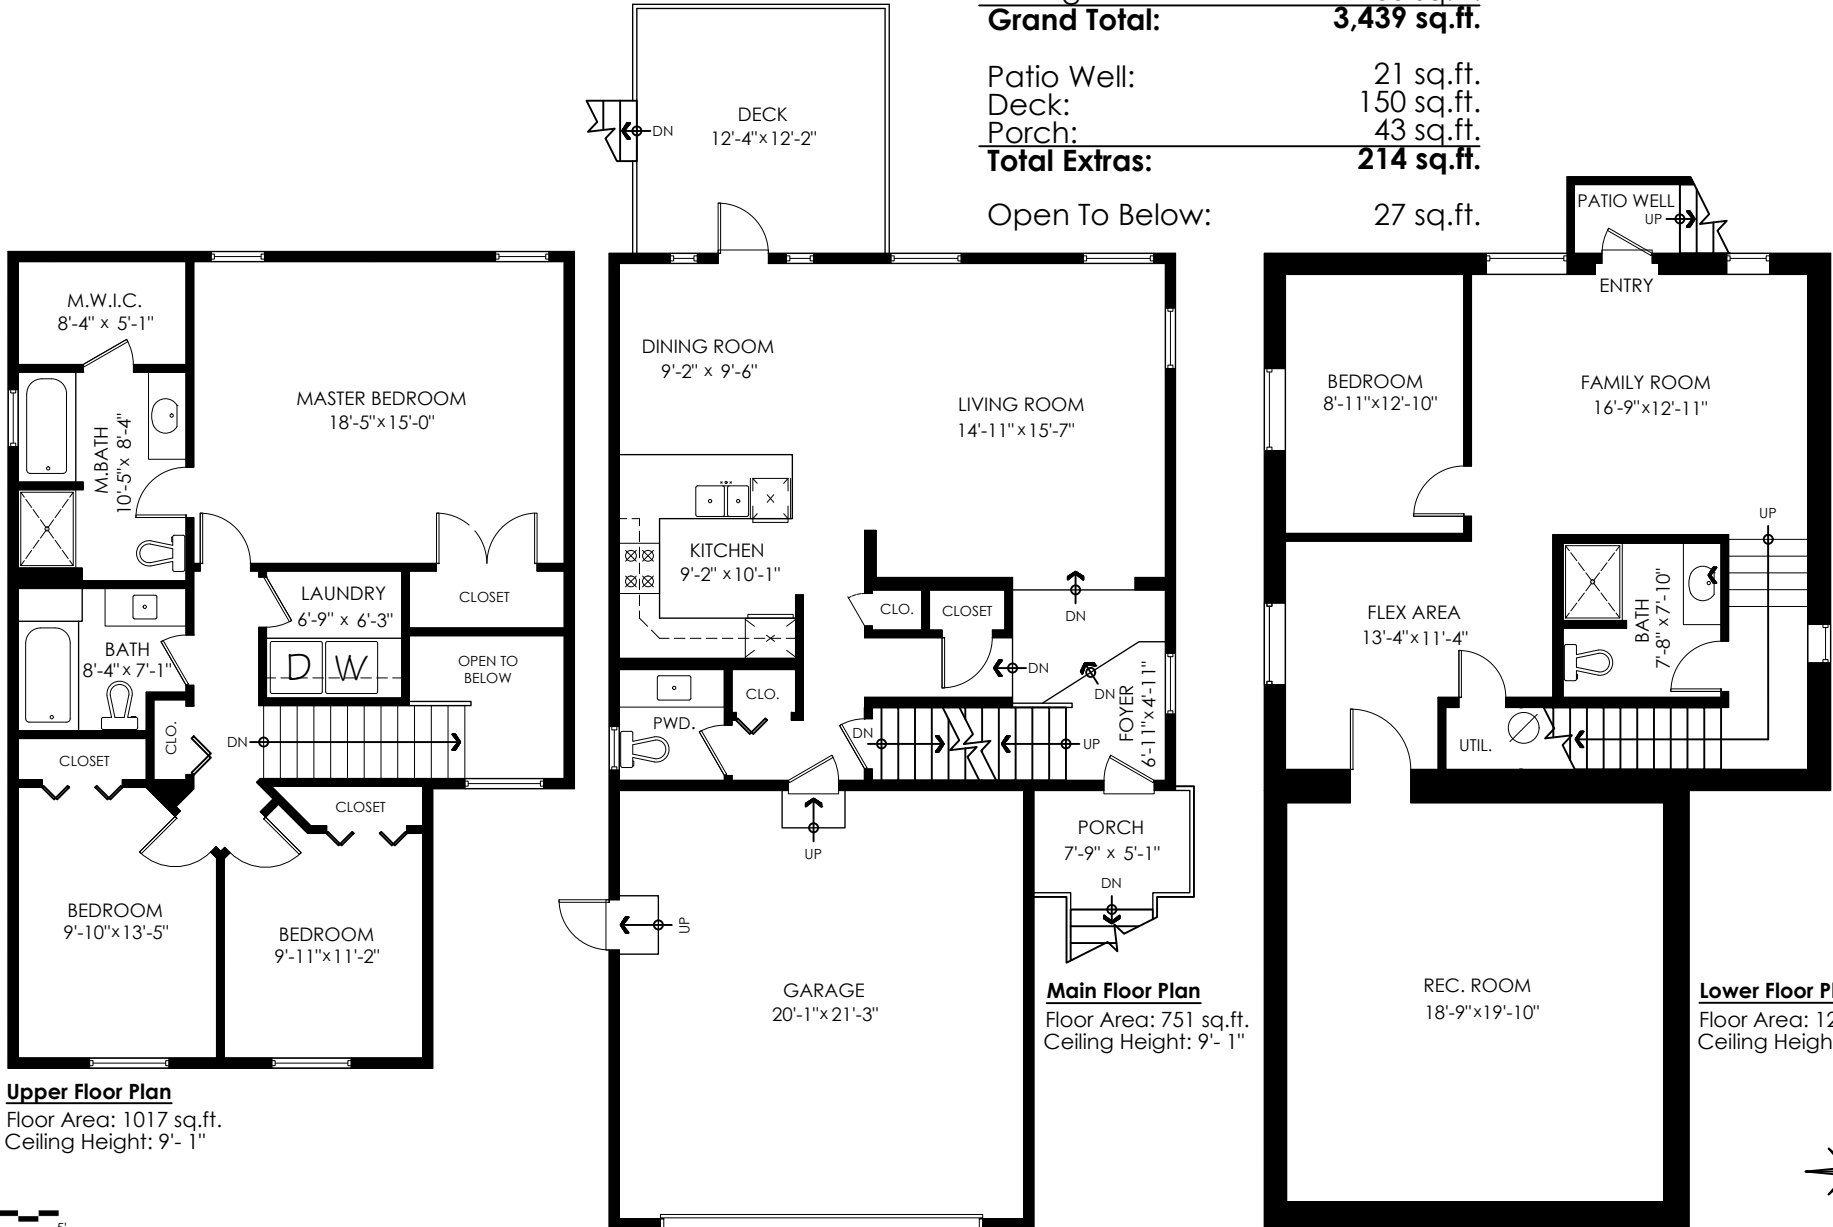 Grand Total: 3,439 sq.ft.
Patio Well: 21 sq.ft.
Deck: 150 sq.ft.
Porch: 43 sq.ft.
Total Extras: 214 sq.ft.
Open To Below: 27 sq.ft.
M.W.I.C.
8'-4" x 5'-1"
MASTER BEDROOM
18'-5"x15'-0"
M.BATH
10'-5"x 8'-4"
LAUNDRY
6'-9" x 6'-3"
D W
CLOSET
BATH
8'-4"x 7'-1"
OPEN TO
BELOW
CLO.
DN
CLOSET
CLOSET
BEDROOM
9'-10"x13'-5"
BEDROOM
9'-11"x11'-2"
Upper Floor Plan
Floor Area: 1017 sq.ft.
Ceiling Height: 9'- 1"
5'
DECK
12'-4"x12'-2"
DN
DINING ROOM
9'-2" x 9'-6"
LIVING ROOM
14'-11"x15'-7"
KITCHEN
9'-2" x10'-1"
CLO.
CLOSET
DN
DN
DN
FOYER
6'-11"x4'-11"
CLO.
PWD.
DN
UP
UP
PORCH
7'-9" x 5'-1"
DN
UP
GARAGE
20'-1"x21'-3"
Main Floor Plan
Floor Area: 751 sq.ft.
Ceiling Height: 9'- 1"
PATIO WELL
UP
ENTRY
BEDROOM
8'-11"x12'-10"
FAMILY ROOM
16'-9"x12'-11"
UP
FLEX AREA
13'-4"x11'-4"
BATH
7'-8" x7'-10"
UTIL.
REC. ROOM
18'-9"x19'-10"
Lower Floor
Floor Area: 12
Ceiling